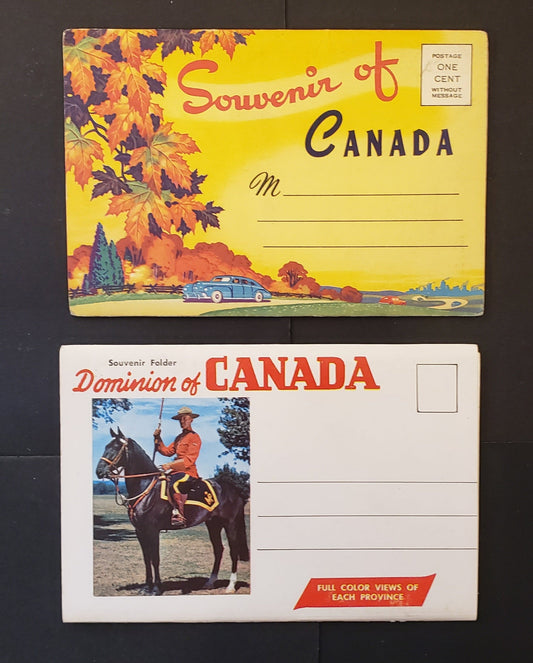 Souvenir of
CANADA
POSTAGE
ONE
CENT
WITHOUT
MESSAGE
M
Souvenir Folder
Dominion of CANADA
FULL COLOR VIEWS OF
EACH PROVINCE